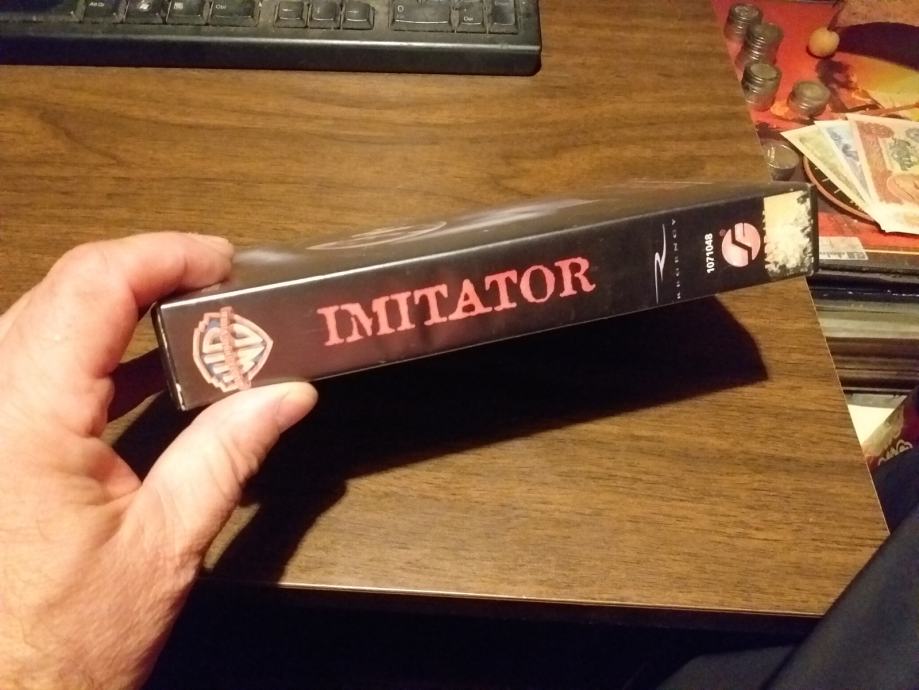 IMITATOR
REGENCY
1071048